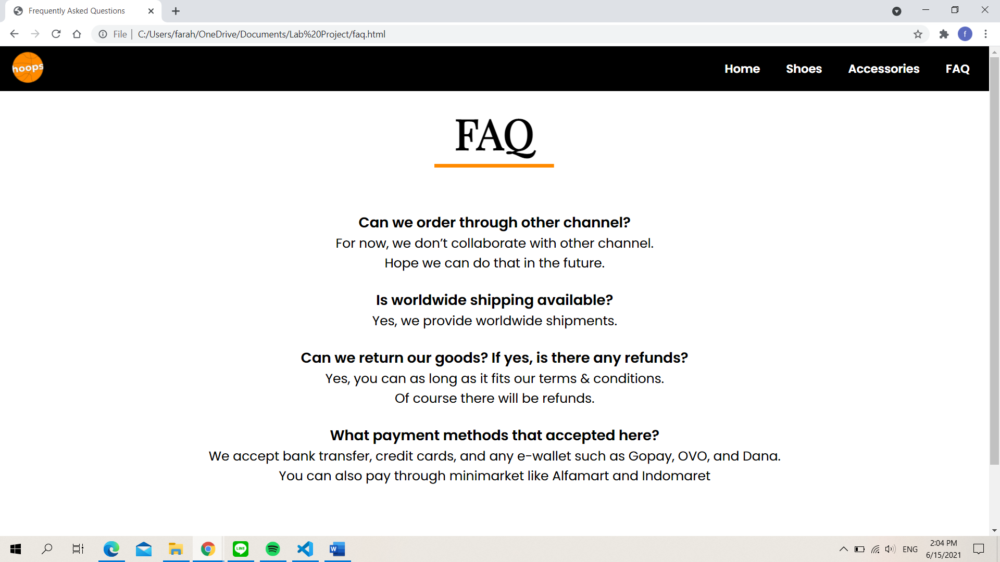 Frequently Asked Questions
File | C:/Users/farah/OneDrive/Documents/Lab%20Project/faq.html
f
hoops
Home Shoes Accessories FAQ
FAQ
Can we order through other channel?
For now, we don’t collaborate with other channel.
Hope we can do that in the future.
Is worldwide shipping available?
Yes, we provide worldwide shipments.
Can we return our goods? If yes, is there any refunds?
Yes, you can as long as it fits our terms & conditions.
Of course there will be refunds.
What payment methods that accepted here?
We accept bank transfer, credit cards, and any e-wallet such as Gopay, OVO, and Dana.
You can also pay through minimarket like Alfamart and Indomaret
LINE
W
ENG
2:04 PM
6/15/2021